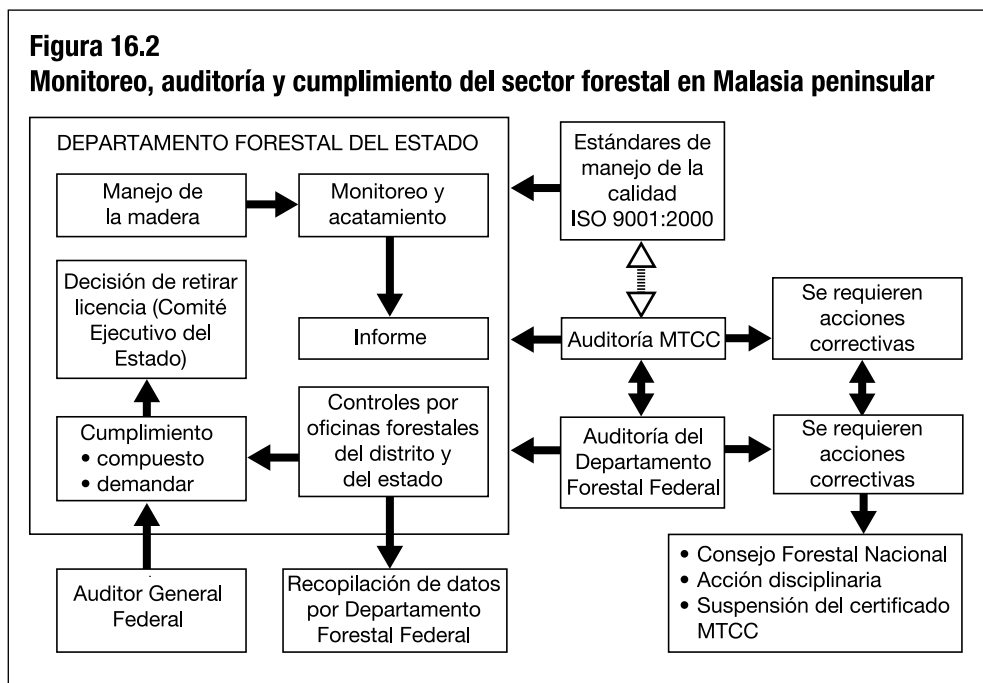 Figura 16.2
Monitoreo, auditoría y cumplimiento del sector forestal en Malasia peninsular
DEPARTAMENTO FORESTAL DEL ESTADO
Manejo de
la madera
Monitoreo y
acatamiento
Estándares de
manejo de la
calidad
ISO 9001:2000
Decisión de retirar
licencia (Comité
Ejecutivo del
Estado)
Informe
Auditoría MTCC
Se requieren
acciones
correctivas
Cumplimiento
• compuesto
• demandar
Controles por
oficinas forestales
del distrito y
del estado
Auditoría del
Departamento
Forestal Federal
Se requieren
acciones
correctivas
Auditor General
Federal
Recopilación de datos
por Departamento
Forestal Federal
• Consejo Forestal Nacional
• Acción disciplinaria
• Suspensión del certificado
MTCC